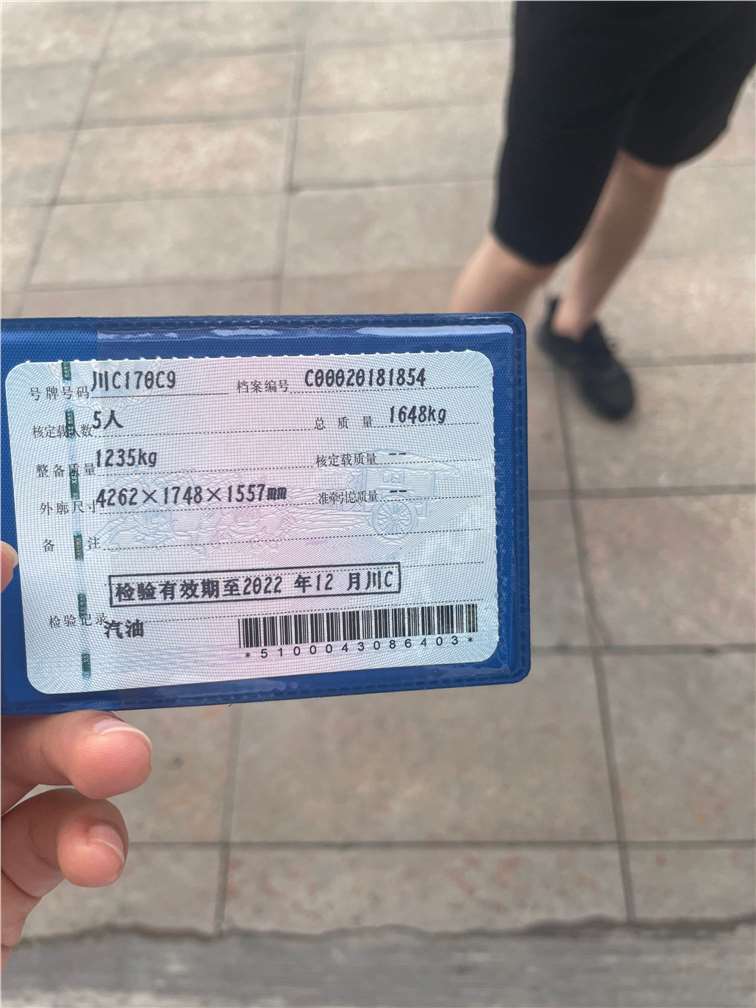 号牌号码 川C170C9 档案编号 C00020181854
核定载人数 5人 总质量 1648kg
整备质量 1235kg 核定载质量 --
外廓尺寸 4262×1748×1557mm 准牵引总质量 --
备注
检验有效期至2022 年12 月川C
检验记录
汽油
*5100043086403*